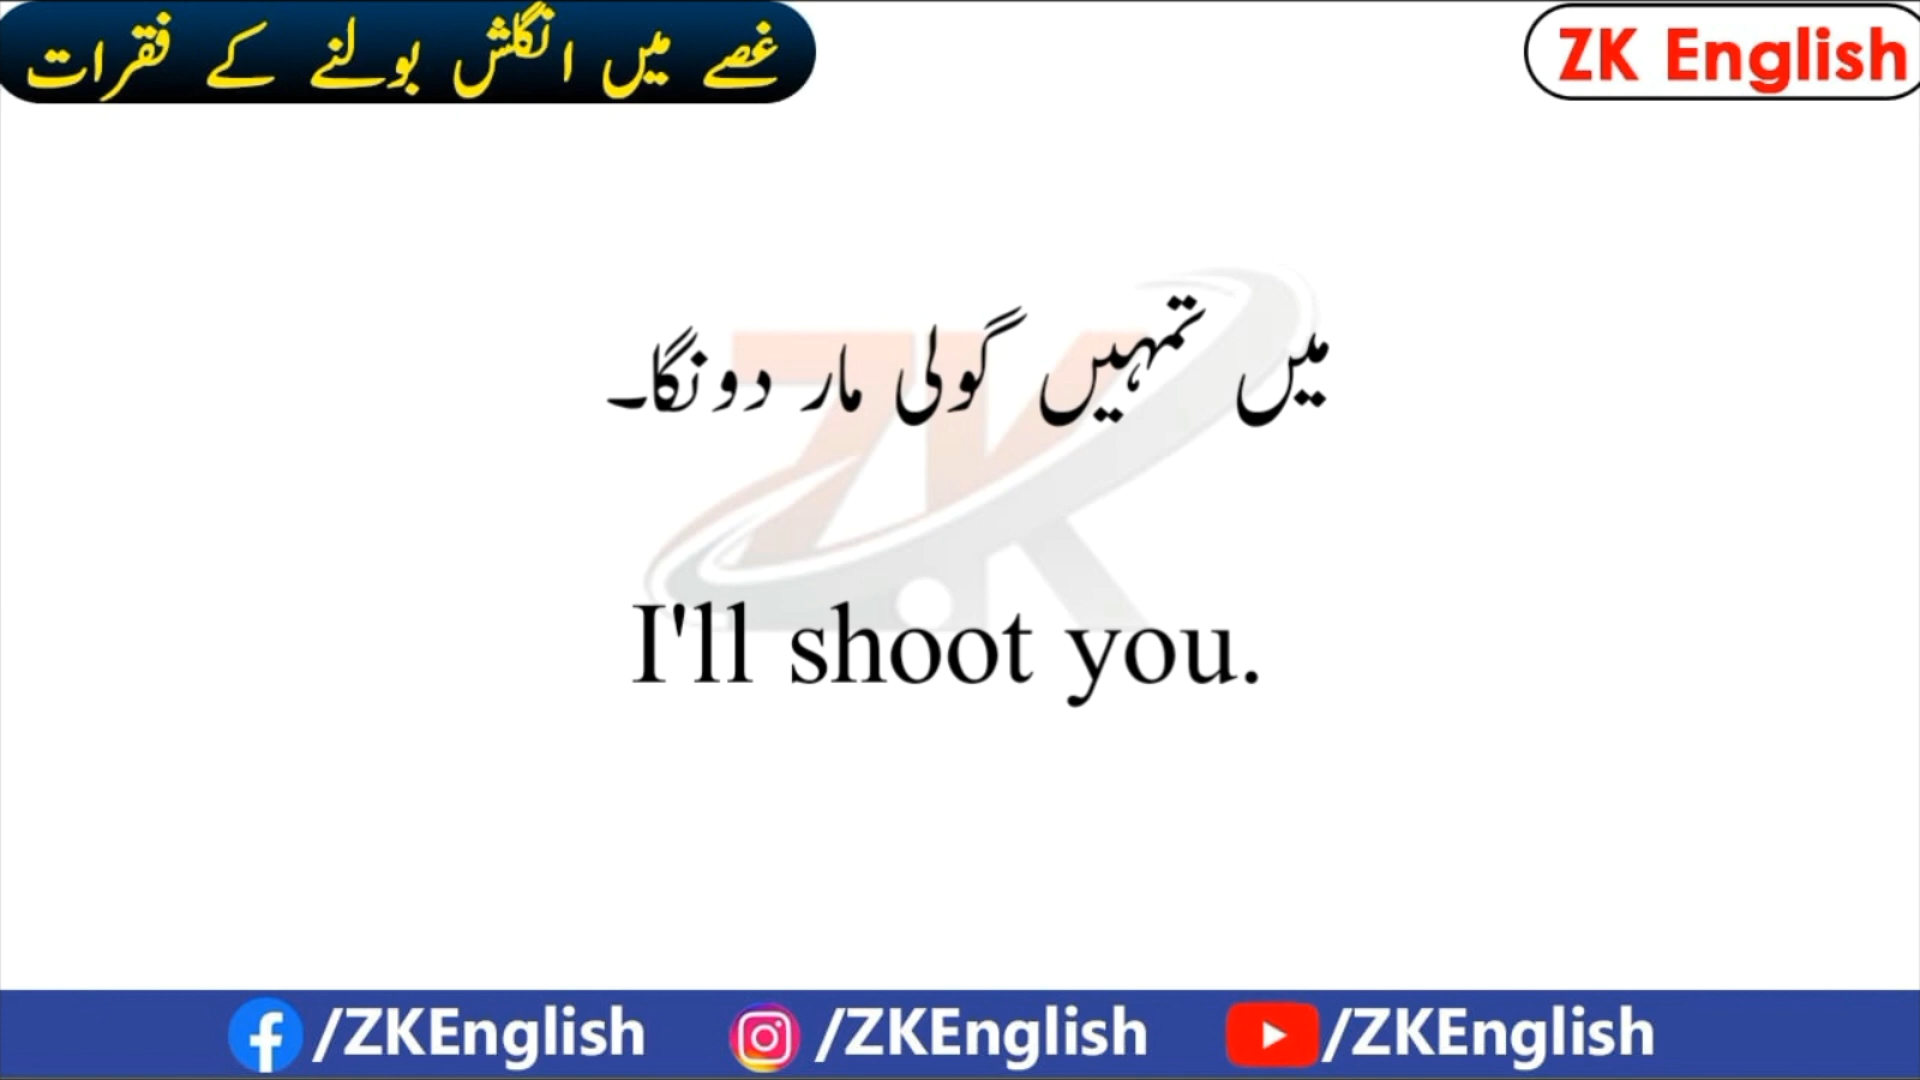 غصے میں انگلش بولنے کے فقرات
ZK English
میں تمہیں گولی مار دونگا۔
ZK
I'll shoot you.
/ZKEnglish /ZKEnglish /ZKEnglish